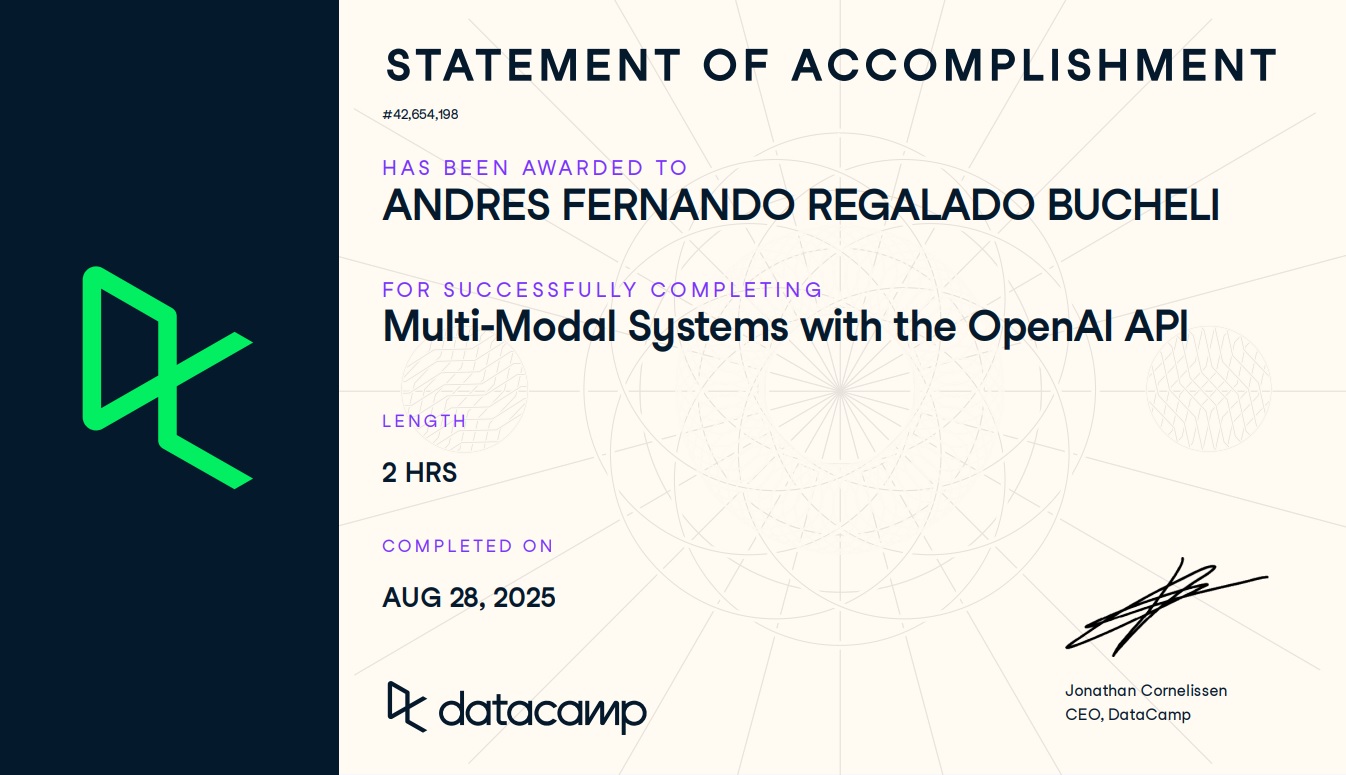 STATEMENT OF ACCOMPLISHMENT
#42,654,198
HAS BEEN AWARDED TO
ANDRES FERNANDO REGALADO BUCHELI
FOR SUCCESSFULLY COMPLETING
Multi-Modal Systems with the OpenAI API
LENGTH
2 HRS
COMPLETED ON
AUG 28, 2025
datacamp
Jonathan Cornelissen
CEO, DataCamp